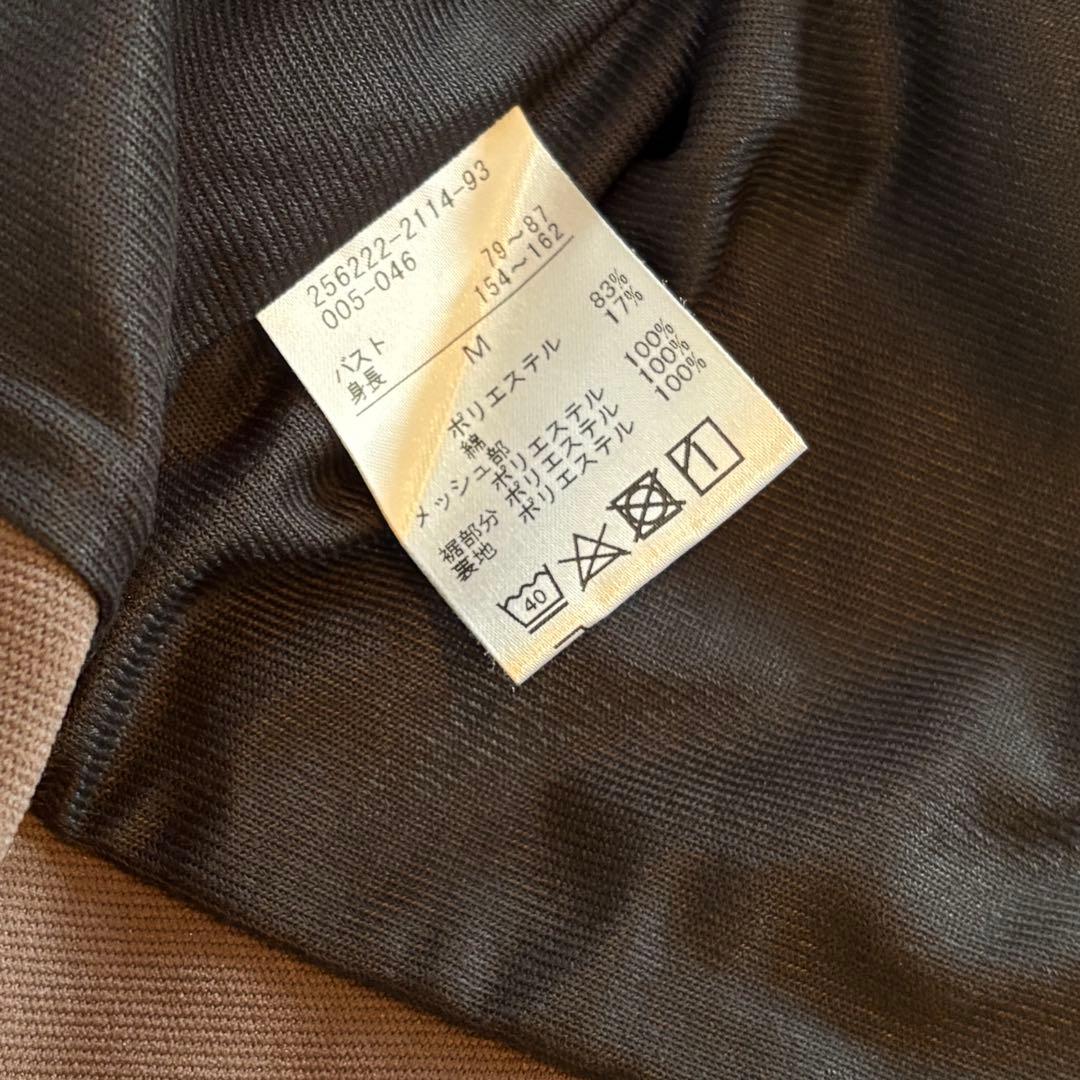 256222-2114-93
005-046
バスト 79～87
身長 154～162
M
ポリエステル 83%
綿 17%
メッシュ部
ポリエステル 100%
裾部分 ポリエステル 100%
裏地 ポリエステル 100%
40